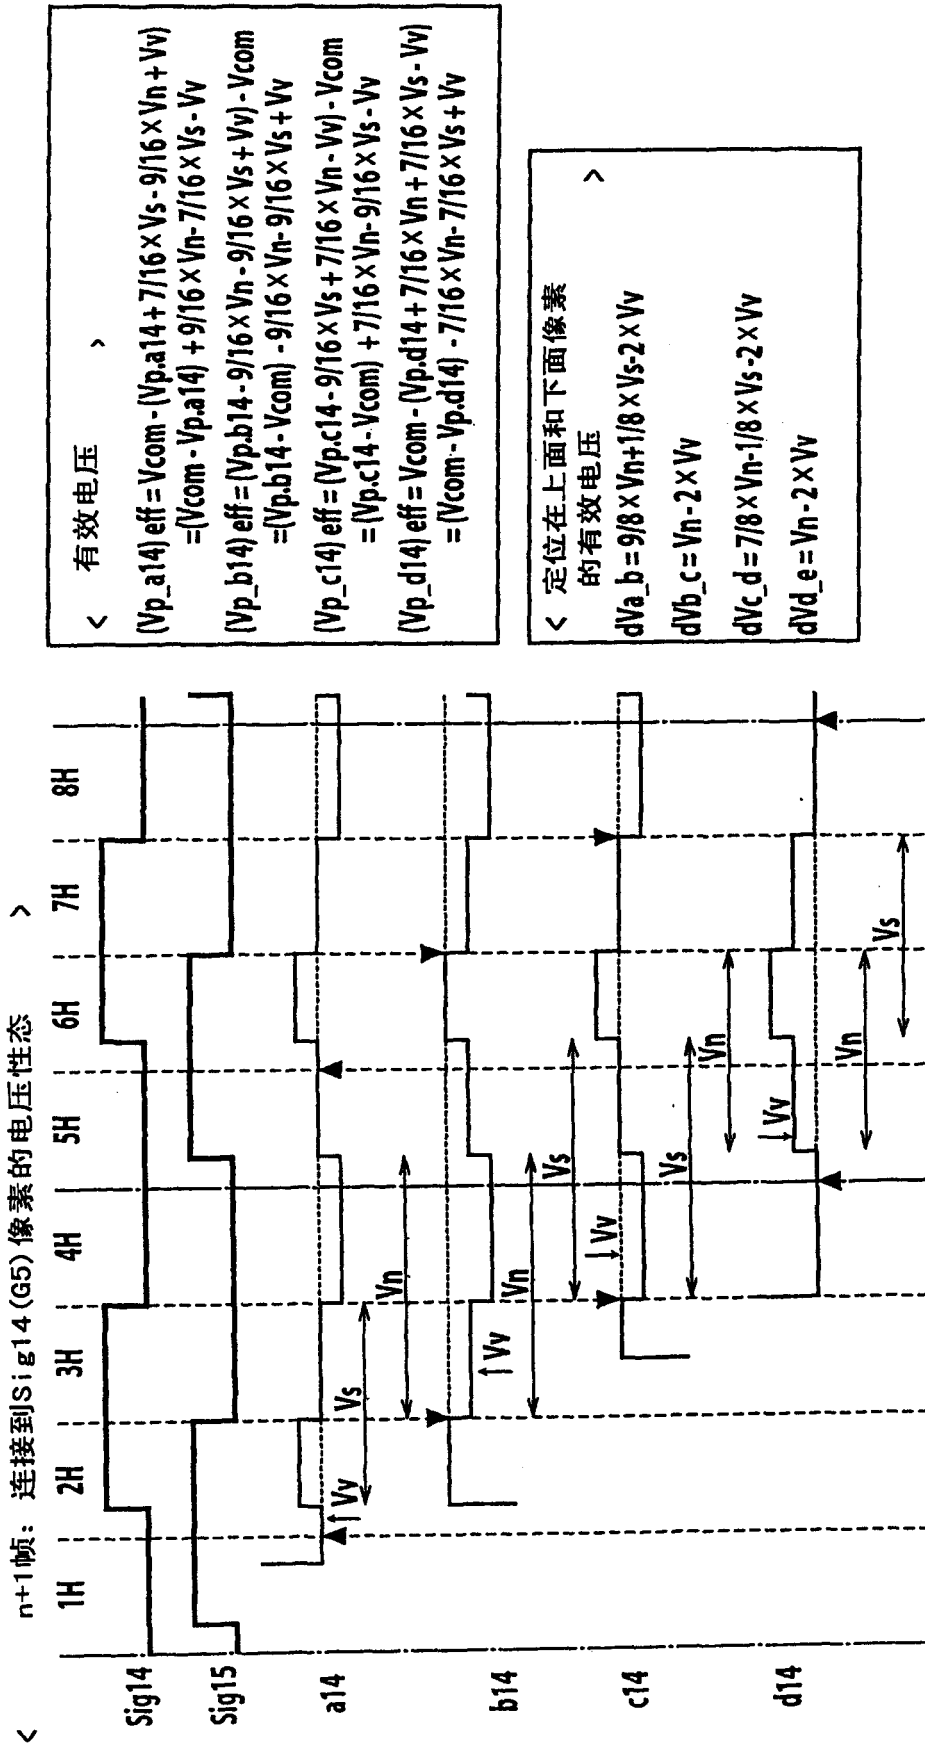 < n+1帧: 连接到Sig14(G5)像素的电压性态 >
1H 2H 3H 4H 5H 6H 7H 8H
Sig14
Sig15
a14
Vv
Vs
Vn
b14
Vv
Vn
Vs
c14
Vv
Vs
Vn
d14
Vv
Vn
Vs
< 有效电压 >
(Vp_a14) eff = Vcom - (Vp.a14 + 7/16 × Vs - 9/16 × Vn + Vv)
=(Vcom - Vp.a14) + 9/16 × Vn - 7/16 × Vs - Vv
(Vp_b14) eff = (Vp.b14 - 9/16 × Vn - 9/16 × Vs + Vv) - Vcom
=(Vp.b14 - Vcom) - 9/16 × Vn - 9/16 × Vs + Vv
(Vp_c14) eff = (Vp.c14 - 9/16 × Vs + 7/16 × Vn - Vv) - Vcom
= (Vp.c14 - Vcom) + 7/16 × Vn - 9/16 × Vs - Vv
(Vp_d14) eff = Vcom - (Vp.d14 + 7/16 × Vn + 7/16 × Vs - Vv)
= (Vcom - Vp.d14) - 7/16 × Vn - 7/16 × Vs + Vv
< 定位在上面和下面像素 >
的有效电压
dVa_b = 9/8 × Vn+1/8 × Vs-2 × Vv
dVb_c = Vn - 2 × Vv
dVc_d = 7/8 × Vn-1/8 × Vs -2 × Vv
dVd_e = Vn - 2 × Vv